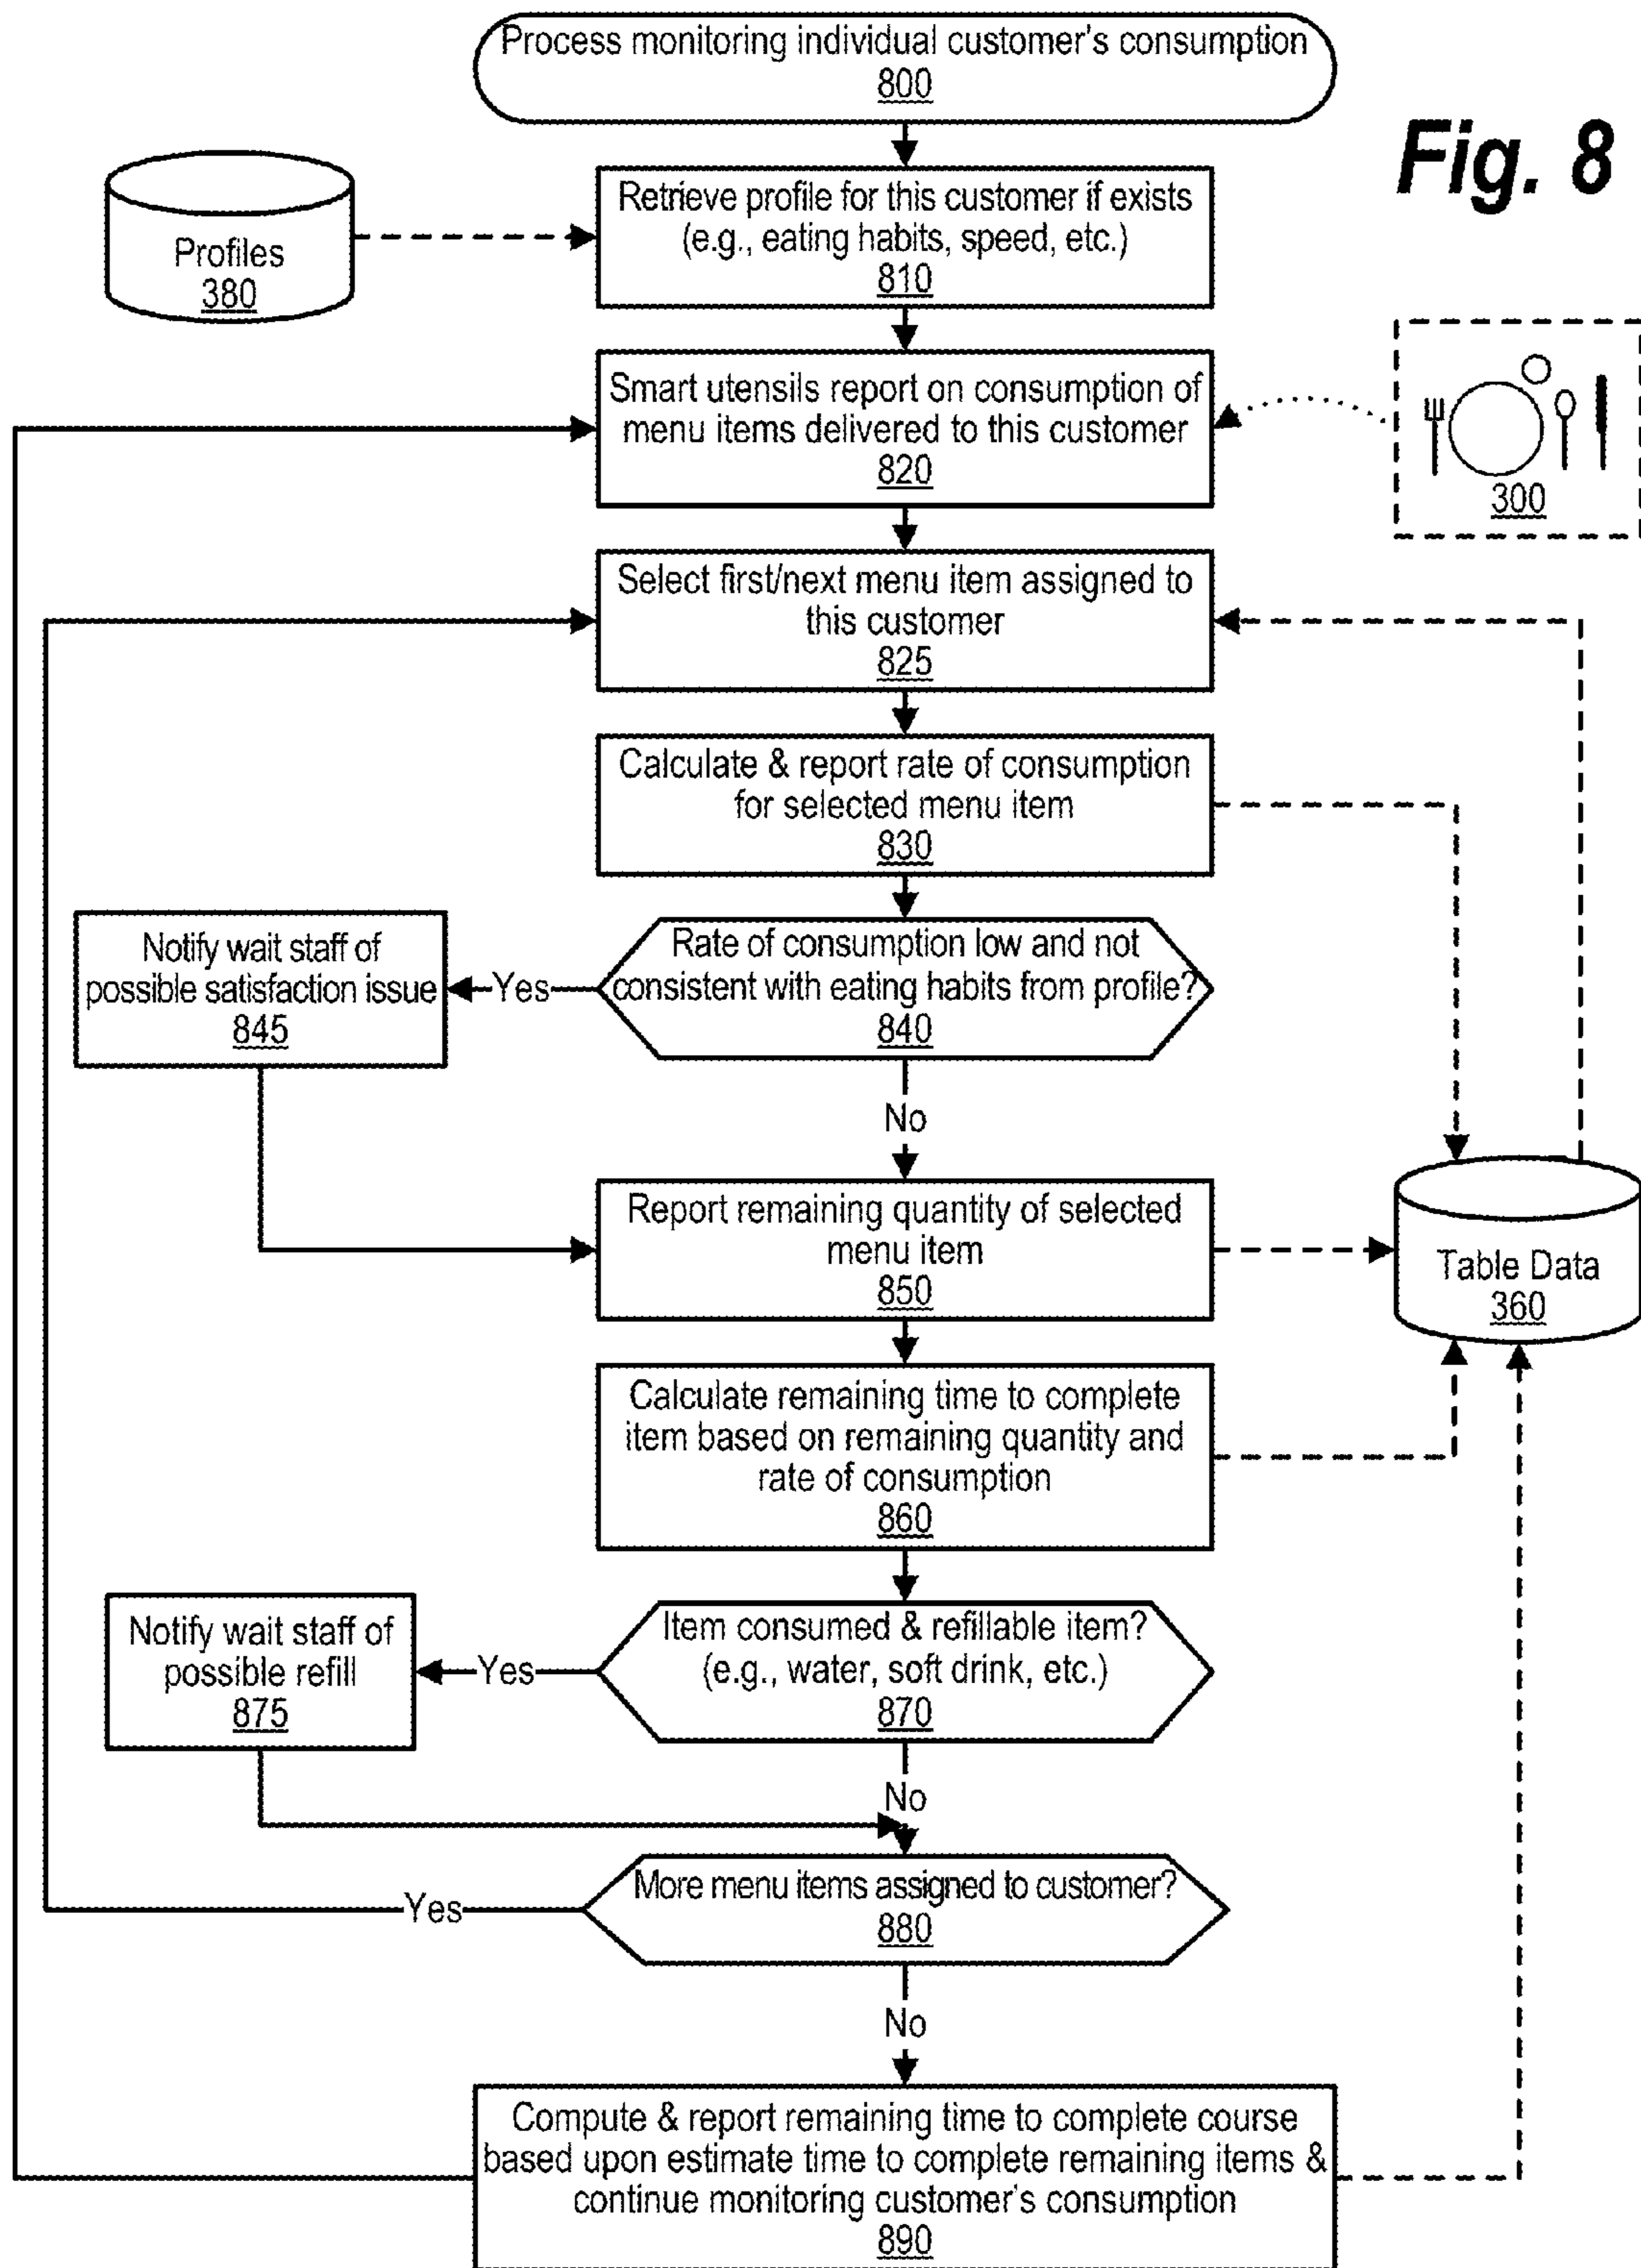 Process monitoring individual customer's consumption
800
Fig. 8
Profiles
380
Retrieve profile for this customer if exists
(e.g., eating habits, speed, etc.)
810
Smart utensils report on consumption of
menu items delivered to this customer
820
300
Select first/next menu item assigned to
this customer
825
Calculate & report rate of consumption
for selected menu item
830
Notify wait staff of
possible satisfaction issue
845
Yes
Rate of consumption low and not
consistent with eating habits from profile?
840
No
Report remaining quantity of selected
menu item
850
Table Data
360
Calculate remaining time to complete
item based on remaining quantity and
rate of consumption
860
Notify wait staff of
possible refill
875
Yes
Item consumed & refillable item?
(e.g., water, soft drink, etc.)
870
No
More menu items assigned to customer?
880
Yes
No
Compute & report remaining time to complete course
based upon estimate time to complete remaining items &
continue monitoring customer's consumption
890